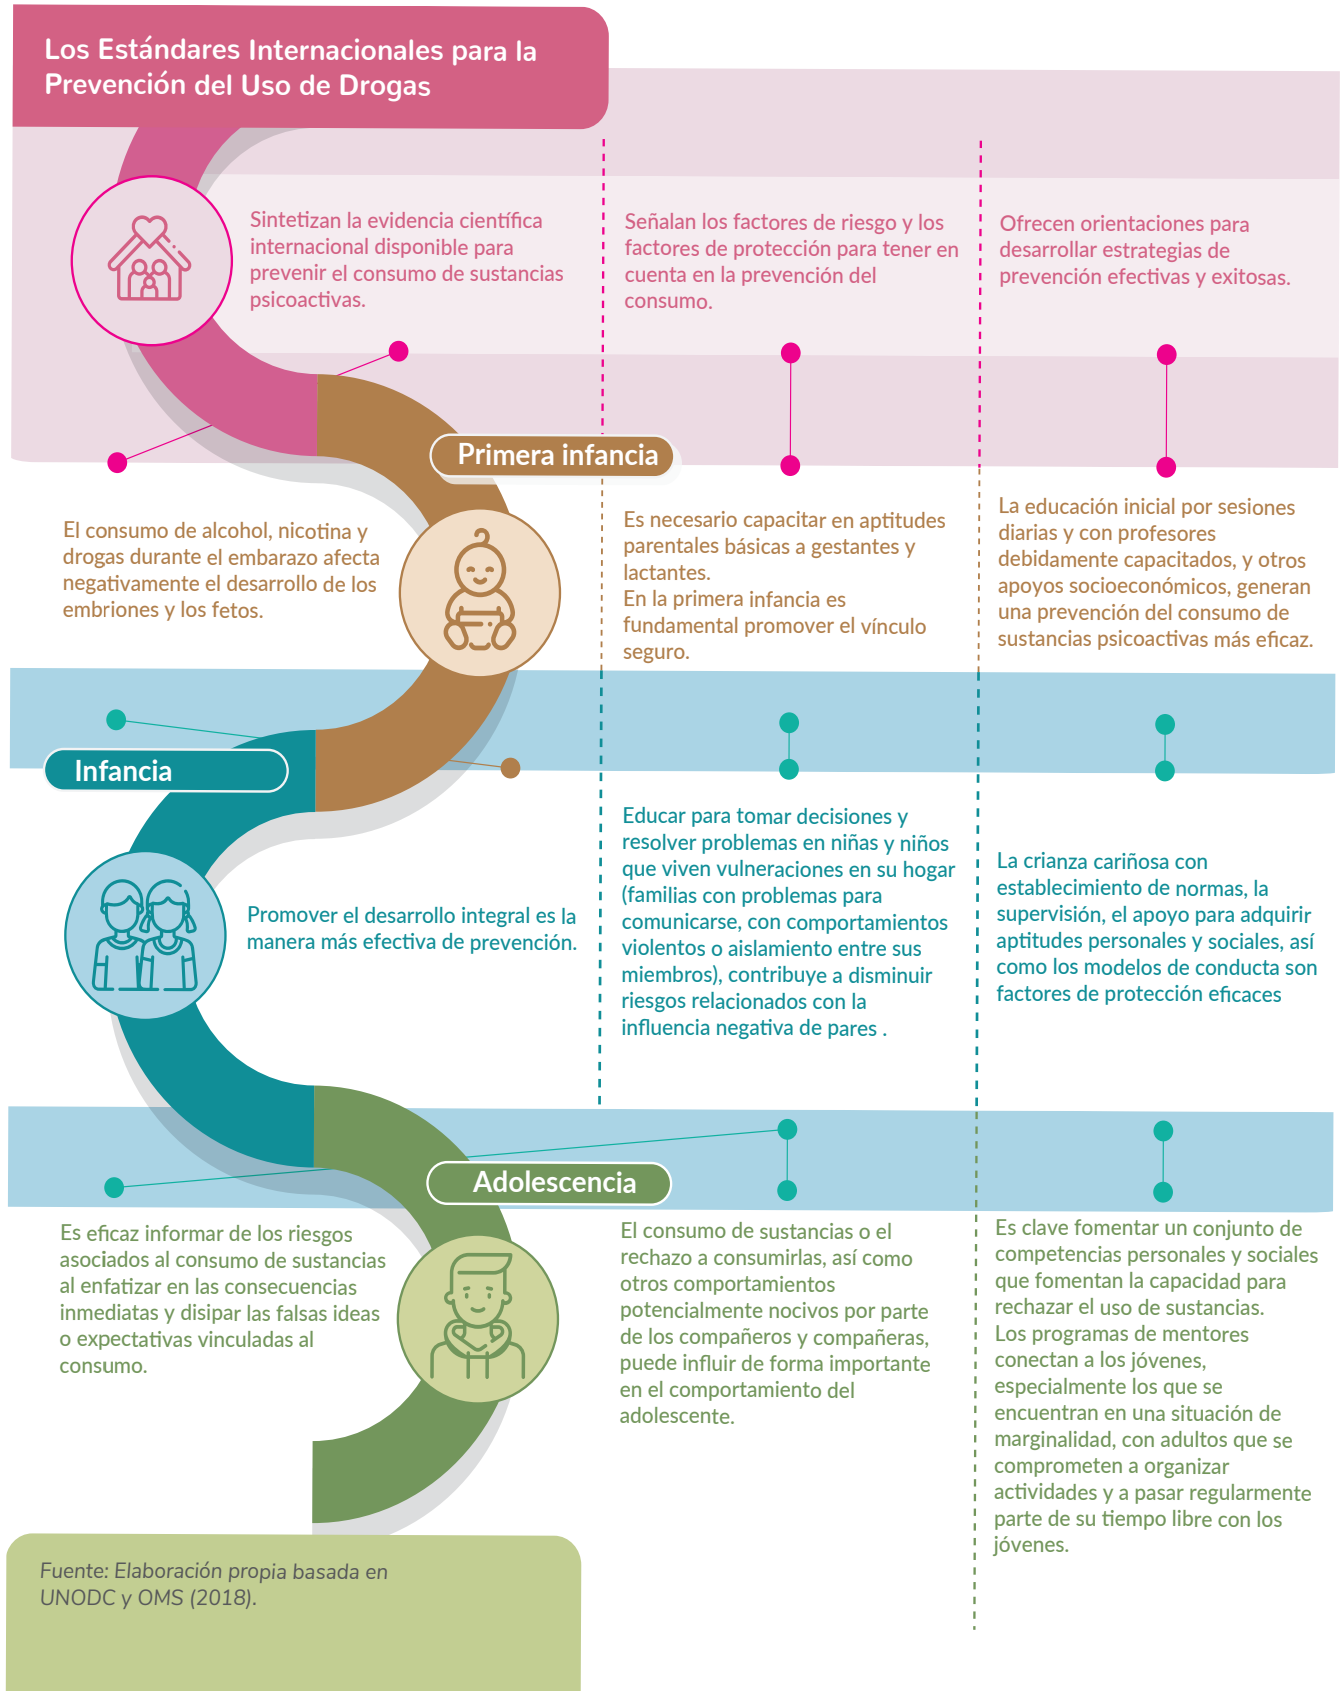 Los Estándares Internacionales para la
Prevención del Uso de Drogas
Sintetizan la evidencia científica
internacional disponible para
prevenir el consumo de sustancias
psicoactivas.
Señalan los factores de riesgo y los
factores de protección para tener en
cuenta en la prevención del
consumo.
Ofrecen orientaciones para
desarrollar estrategias de
prevención efectivas y exitosas.
Primera infancia
El consumo de alcohol, nicotina y
drogas durante el embarazo afecta
negativamente el desarrollo de los
embriones y los fetos.
Es necesario capacitar en aptitudes
parentales básicas a gestantes y
lactantes.
En la primera infancia es
fundamental promover el vínculo
seguro.
La educación inicial por sesiones
diarias y con profesores
debidamente capacitados, y otros
apoyos socioeconómicos, generan
una prevención del consumo de
sustancias psicoactivas más eficaz.
Infancia
Promover el desarrollo integral es la
manera más efectiva de prevención.
Educar para tomar decisiones y
resolver problemas en niñas y niños
que viven vulneraciones en su hogar
(familias con problemas para
comunicarse, con comportamientos
violentos o aislamiento entre sus
miembros), contribuye a disminuir
riesgos relacionados con la
influencia negativa de pares .
La crianza cariñosa con
establecimiento de normas, la
supervisión, el apoyo para adquirir
aptitudes personales y sociales, así
como los modelos de conducta son
factores de protección eficaces
Adolescencia
Es eficaz informar de los riesgos
asociados al consumo de sustancias
al enfatizar en las consecuencias
inmediatas y disipar las falsas ideas
o expectativas vinculadas al
consumo.
El consumo de sustancias o el
rechazo a consumirlas, así como
otros comportamientos
potencialmente nocivos por parte
de los compañeros y compañeras,
puede influir de forma importante
en el comportamiento del
adolescente.
Es clave fomentar un conjunto de
competencias personales y sociales
que fomentan la capacidad para
rechazar el uso de sustancias.
Los programas de mentores
conectan a los jóvenes,
especialmente los que se
encuentran en una situación de
marginalidad, con adultos que se
comprometen a organizar
actividades y a pasar regularmente
parte de su tiempo libre con los
jóvenes.
Fuente: Elaboración propia basada en
UNODC y OMS (2018).